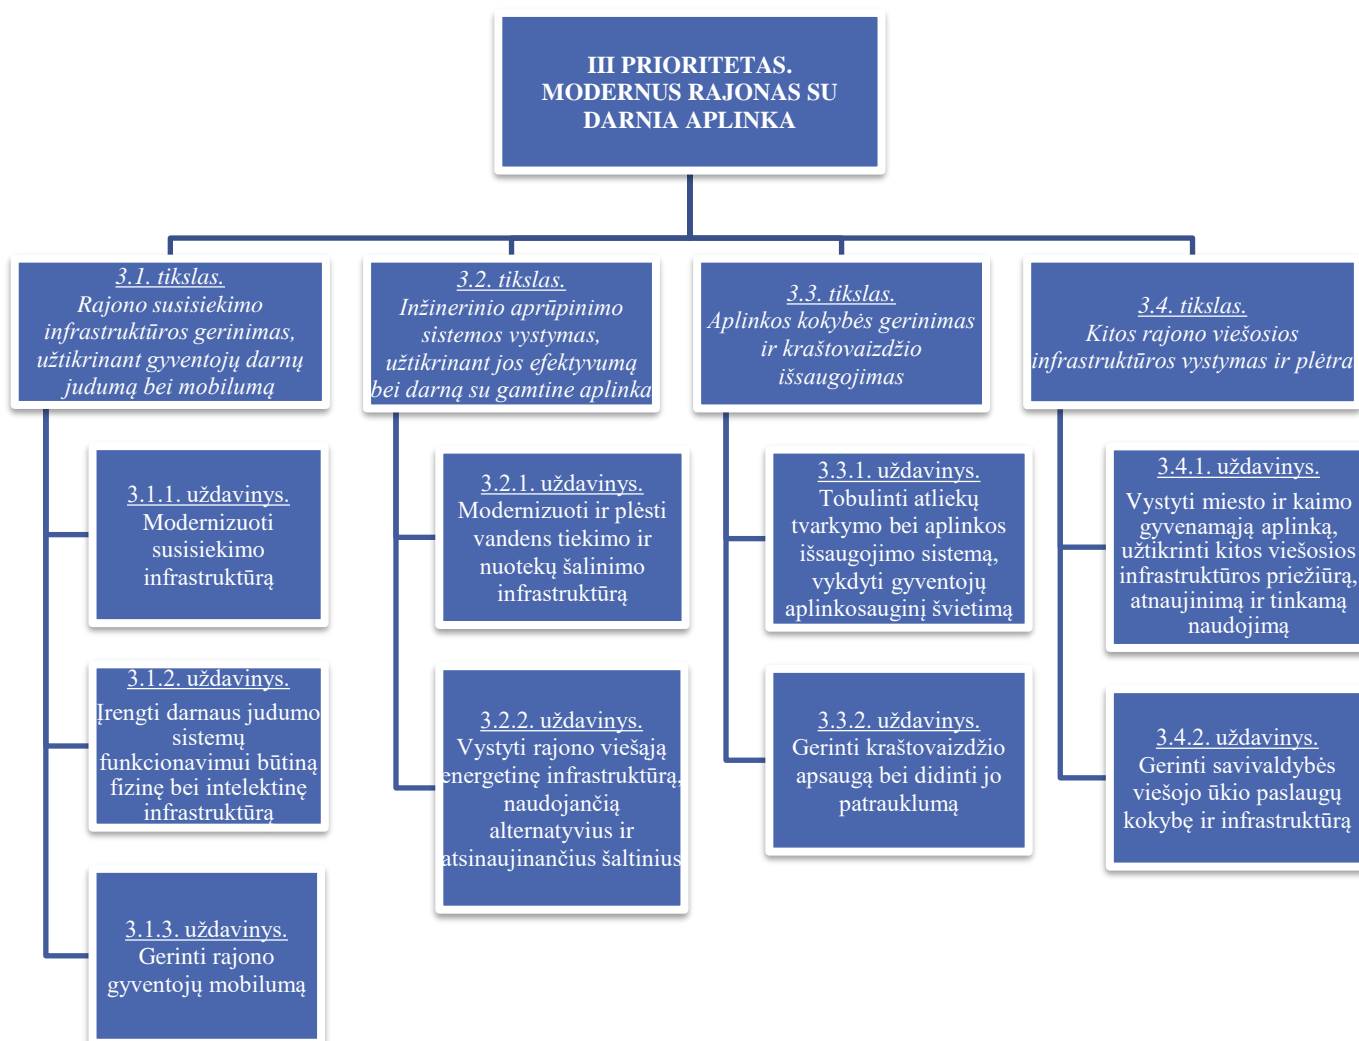 III PRIORITETAS.
MODERNUS RAJONAS SU
DARNIA APLINKA
3.1. tikslas.
Rajono susisiekimo
infrastruktūros gerinimas,
užtikrinant gyventojų darnų
judumą bei mobilumą
3.1.1. uždavinys.
Modernizuoti
susisiekimo
infrastruktūrą
3.1.2. uždavinys.
Įrengti darnaus judumo
sistemų
funkcionavimui būtiną
fizinę bei intelektinę
infrastruktūrą
3.1.3. uždavinys.
Gerinti rajono
gyventojų mobilumą
3.2. tikslas.
Inžinerinio aprūpinimo
sistemos vystymas,
užtikrinant jos efektyvumą
bei darną su gamtine aplinka
3.2.1. uždavinys.
Modernizuoti ir plėsti
vandens tiekimo ir
nuotekų šalinimo
infrastruktūrą
3.2.2. uždavinys.
Vystyti rajono viešąją
energetinę infrastruktūrą,
naudojančią
alternatyvius ir
atsinaujinančius šaltinius
3.3. tikslas.
Aplinkos kokybės gerinimas
ir kraštovaizdžio
išsaugojimas
3.3.1. uždavinys.
Tobulinti atliekų
tvarkymo bei aplinkos
išsaugojimo sistemą,
vykdyti gyventojų
aplinkosauginį švietimą
3.3.2. uždavinys.
Gerinti kraštovaizdžio
apsaugą bei didinti jo
patrauklumą
3.4. tikslas.
Kitos rajono viešosios
infrastruktūros vystymas ir plėtra
3.4.1. uždavinys.
Vystyti miesto ir kaimo
gyvenamąją aplinką,
užtikrinti kitos viešosios
infrastruktūros priežiūrą,
atnaujinimą ir tinkamą
naudojimą
3.4.2. uždavinys.
Gerinti savivaldybės
viešojo ūkio paslaugų
kokybę ir infrastruktūrą